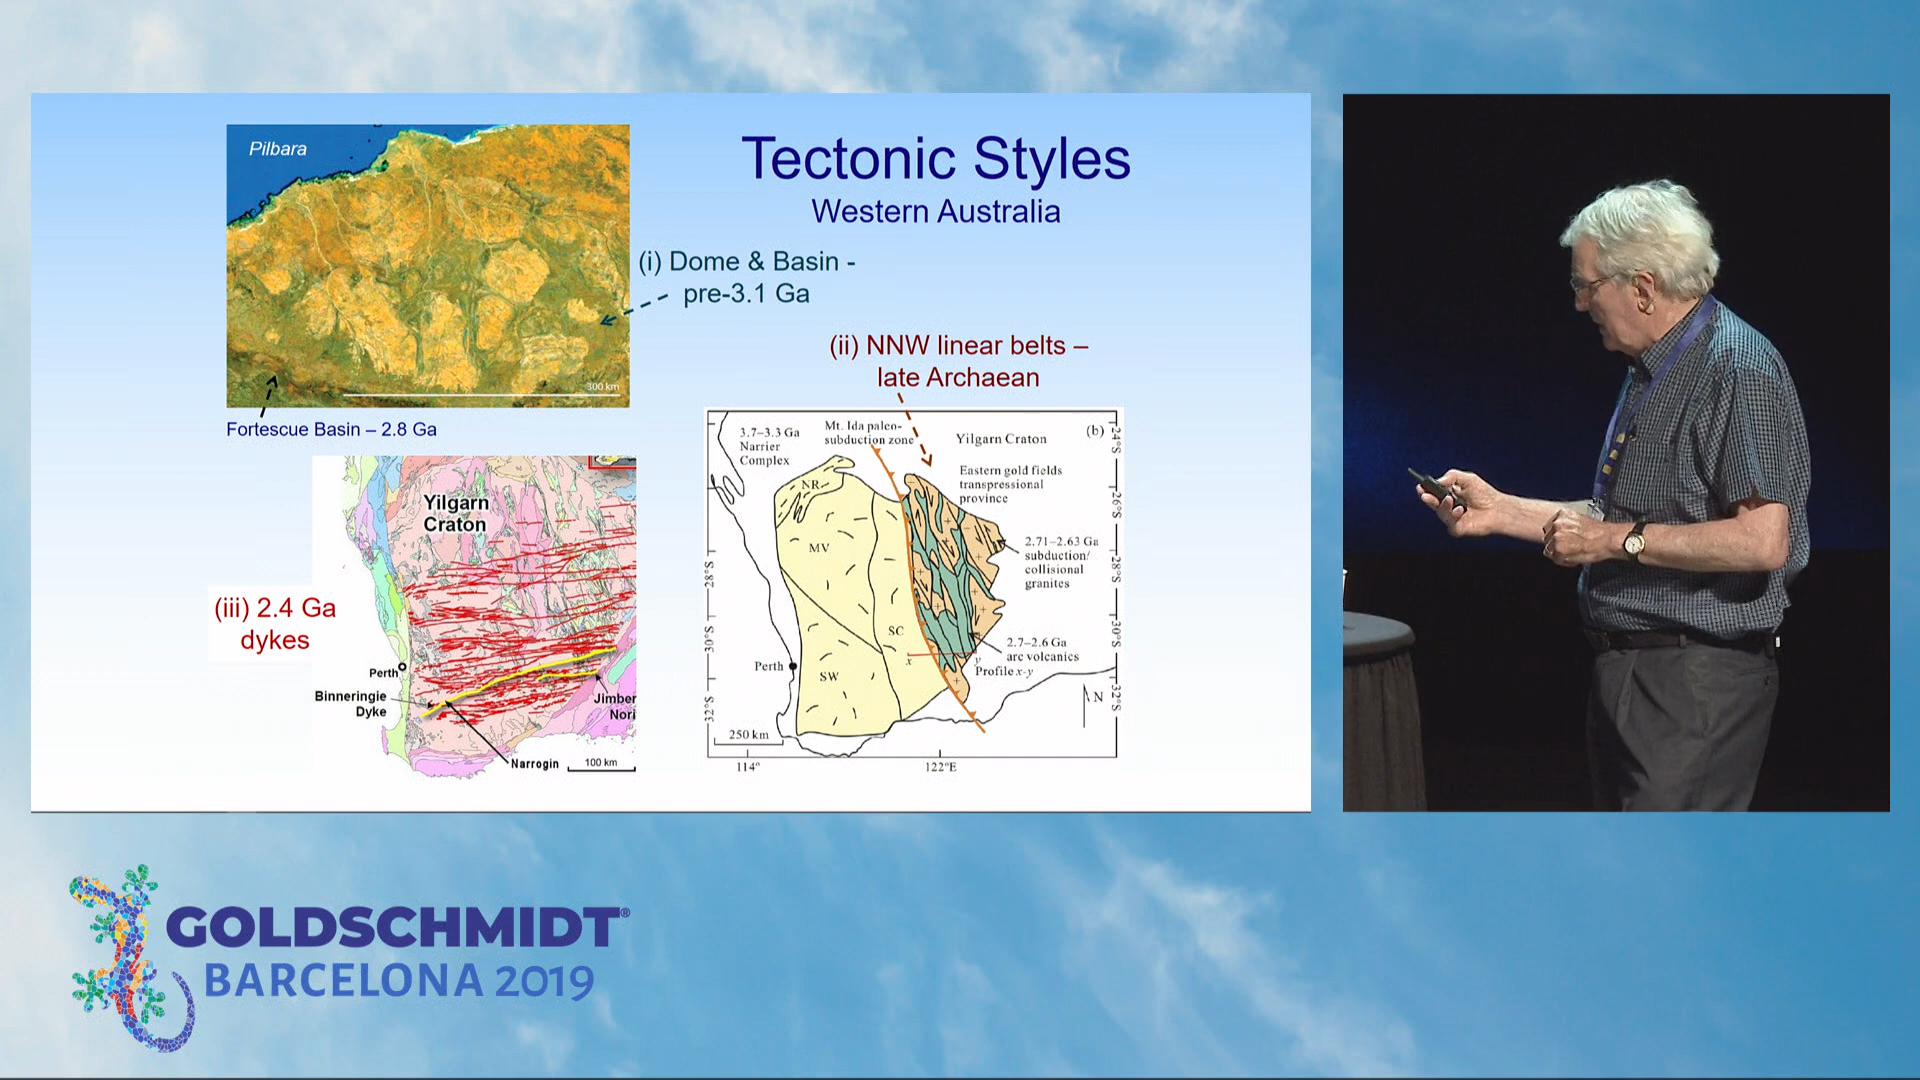 Tectonic Styles
Western Australia
Pilbara
(i) Dome & Basin -
pre-3.1 Ga
300 km
Fortescue Basin – 2.8 Ga
(ii) NNW linear belts –
late Archaean
Yilgarn
Craton
(iii) 2.4 Ga
dykes
Perth
Binneringie
Dyke
Jimber
Nori
Narrogin
100 km
3.7–3.3 Ga
Narrier
Complex
Mt. Ida paleo-
subduction zone
Yilgarn Craton
(b)
Eastern gold fields
transpressional
province
NR
MV
SC
SW
2.71–2.63 Ga
subduction/
collisional
granites
2.7–2.6 Ga
arc volcanics
Profile x-y
x
y
Perth
N
250 km
114°
122°E
24°S
26°S
28°S
30°S
32°S
28°S
30°S
32°S
GOLDSCHMIDT®
BARCELONA 2019